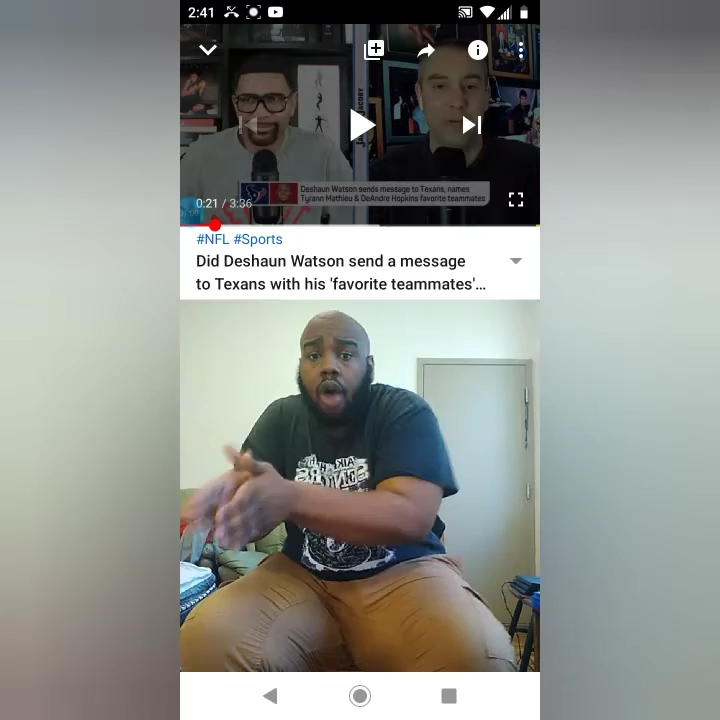 2:41
JACOBY
Deshaun Watson sends message to Texans, names
Tyrann Mathieu & DeAndre Hopkins favorite teammates
0:21 / 3:36
#NFL #Sports
Did Deshaun Watson send a message
to Texans with his 'favorite teammates'...